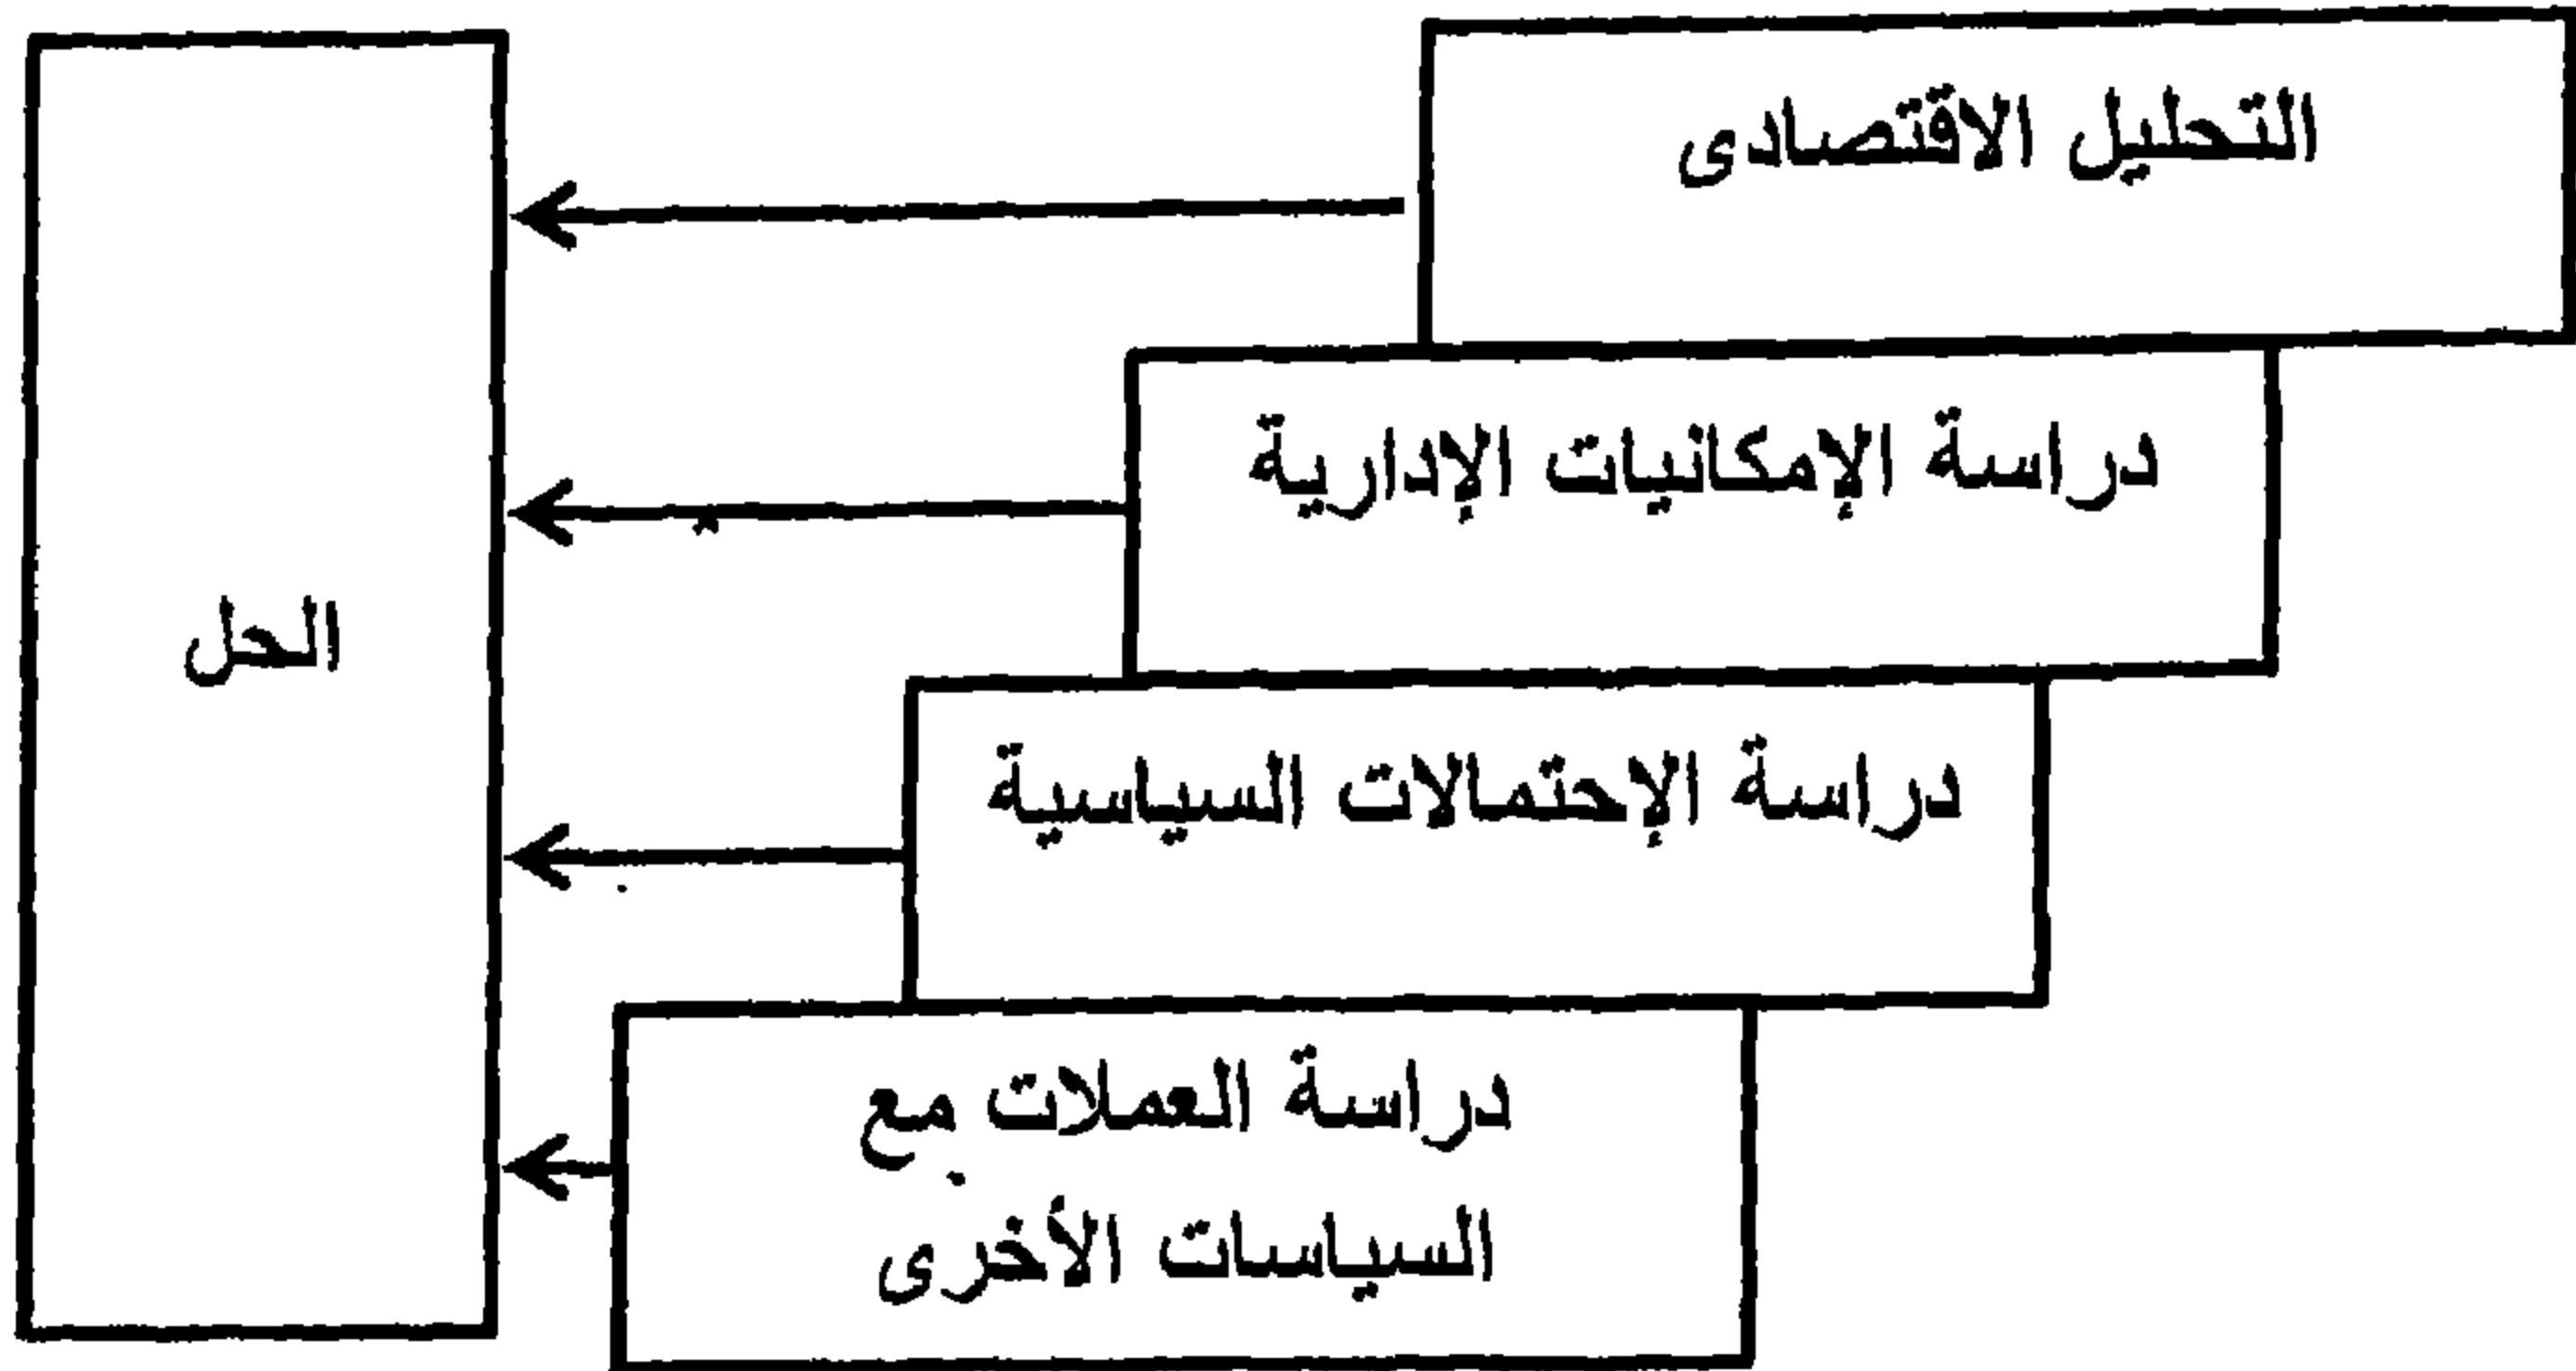 التحليل الاقتصادى
دراسة الإمكانيات الإدارية
دراسة الإحتمالات السياسية
دراسة العملات مع
السياسات الأخرى
الحل